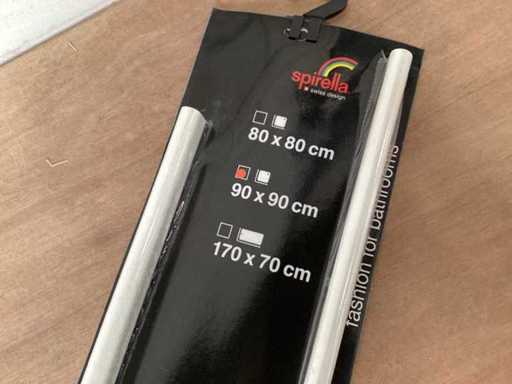 spirella
swiss design
80 x 80 cm
90 x 90 cm
170 x 70 cm
fashion for bathrooms